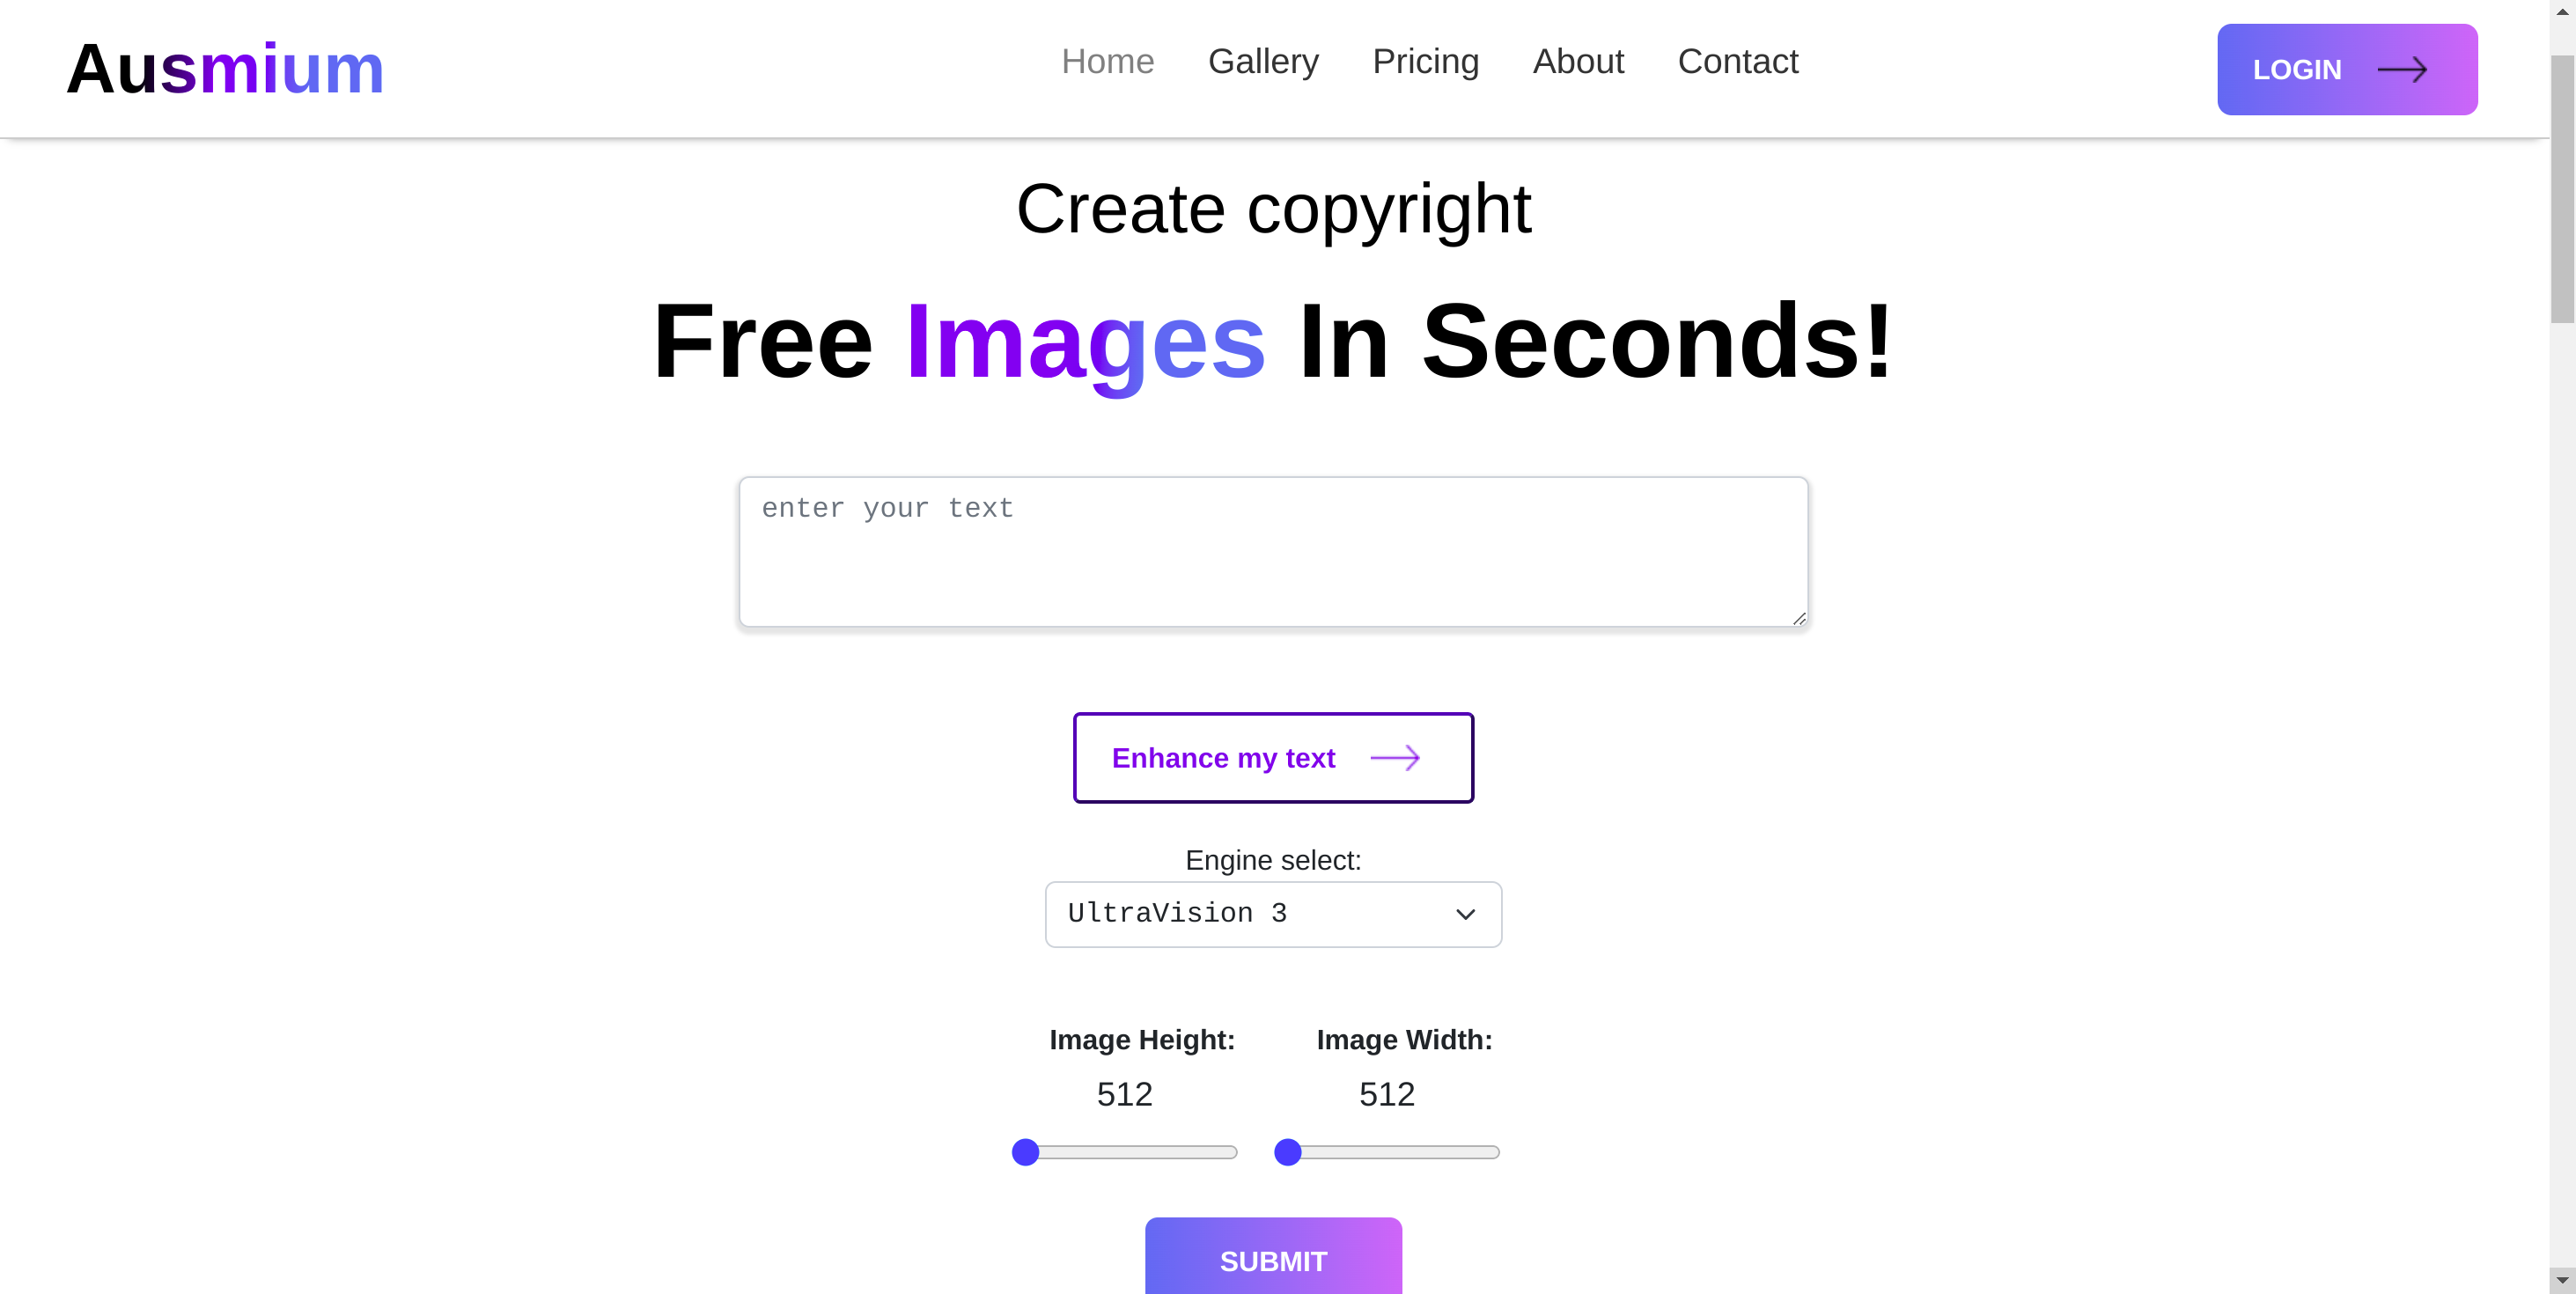 Ausmium
Home Gallery Pricing About Contact
LOGIN
Create copyright
Free Images In Seconds!
enter your text
Enhance my text
Engine select:
UltraVision 3
Image Height: Image Width:
512 512
SUBMIT